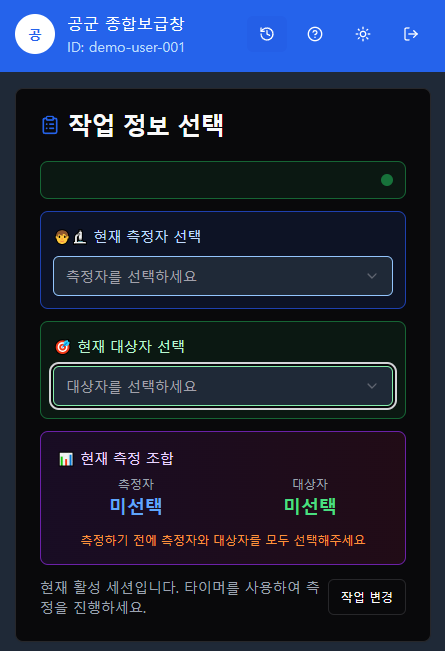 공
공군 종합보급창
ID: demo-user-001
작업 정보 선택
현재 측정자 선택
측정자를 선택하세요
현재 대상자 선택
대상자를 선택하세요
현재 측정 조합
측정자
미선택
대상자
미선택
측정하기 전에 측정자와 대상자를 모두 선택해주세요
현재 활성 세션입니다. 타이머를 사용하여 측
정을 진행하세요.
작업 변경